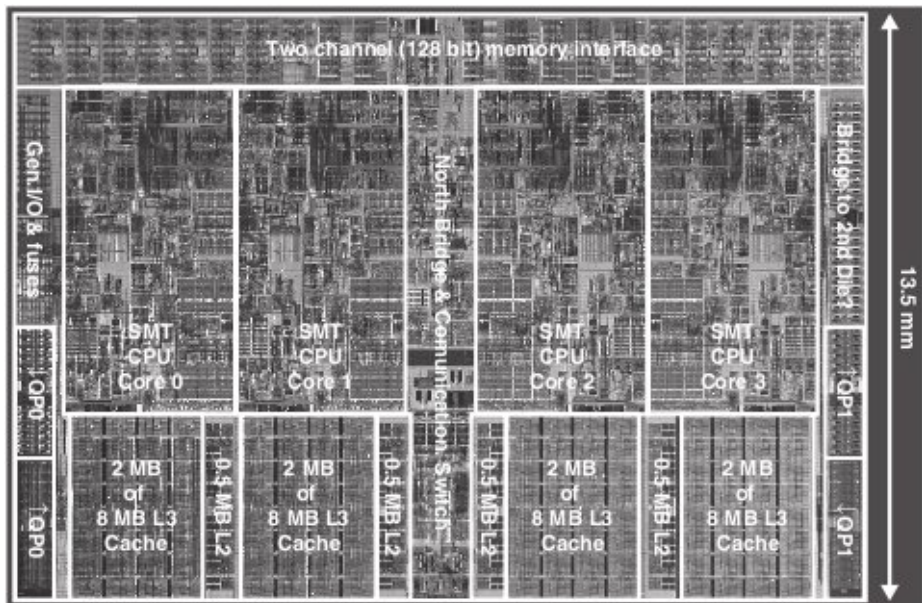 Two channel (128 bit) memory interface
Gen.I/O & fuses
North Bridge & Comunication Switch
Bridge to 2nd Die?
13.5 mm
SMT
CPU
Core 0
SMT
CPU
Core 1
SMT
CPU
Core 2
SMT
CPU
Core 3
QP0
QP1
2 MB
of
8 MB L3
Cache
0.5 MB L2
2 MB
of
8 MB L3
Cache
0.5 MB L2
0.5 MB L2
2 MB
of
8 MB L3
Cache
0.5 MB L2
2 MB
of
8 MB L3
Cache
QP0
QP1